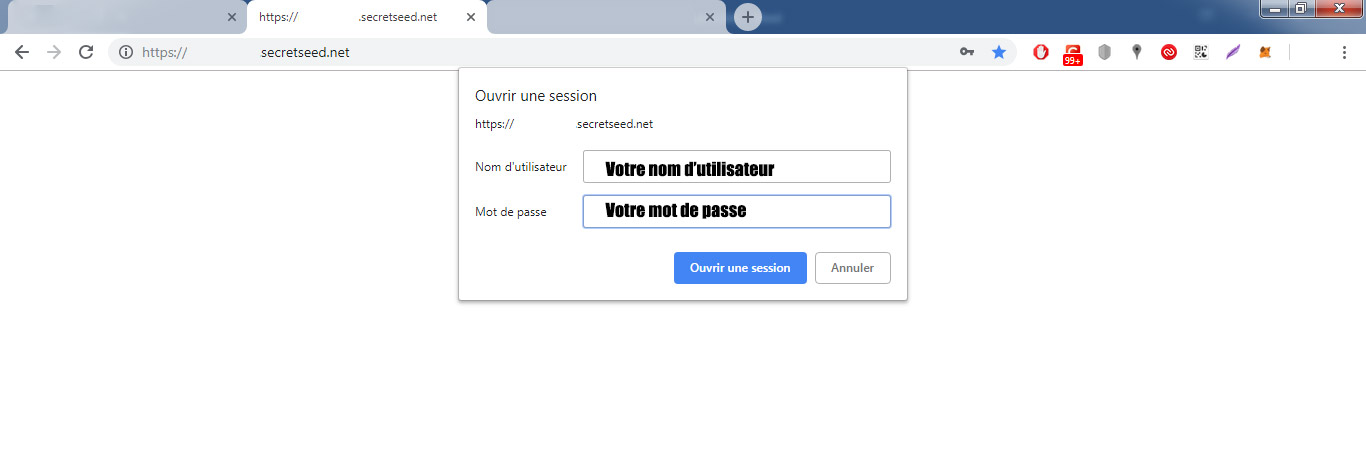 https:// .secretseed.net
https:// .secretseed.net
99+
Ouvrir une session
https:// .secretseed.net
Nom d'utilisateur Votre nom d'utilisateur
Mot de passe Votre mot de passe
Ouvrir une session Annuler